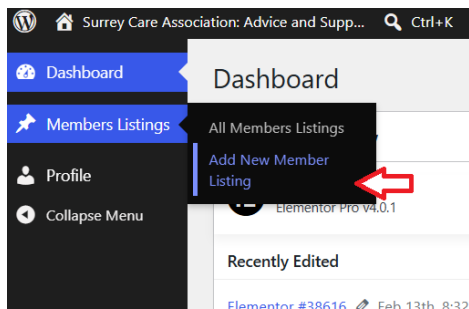 Surrey Care Association: Advice and Supp... Ctrl+K
Dashboard
Members Listings
Profile
Collapse Menu
Dashboard
All Members Listings
Add New Member
Listing
Elementor Pro v4.0.1
Recently Edited
Elementor #38616 Feb 13th, 8:32